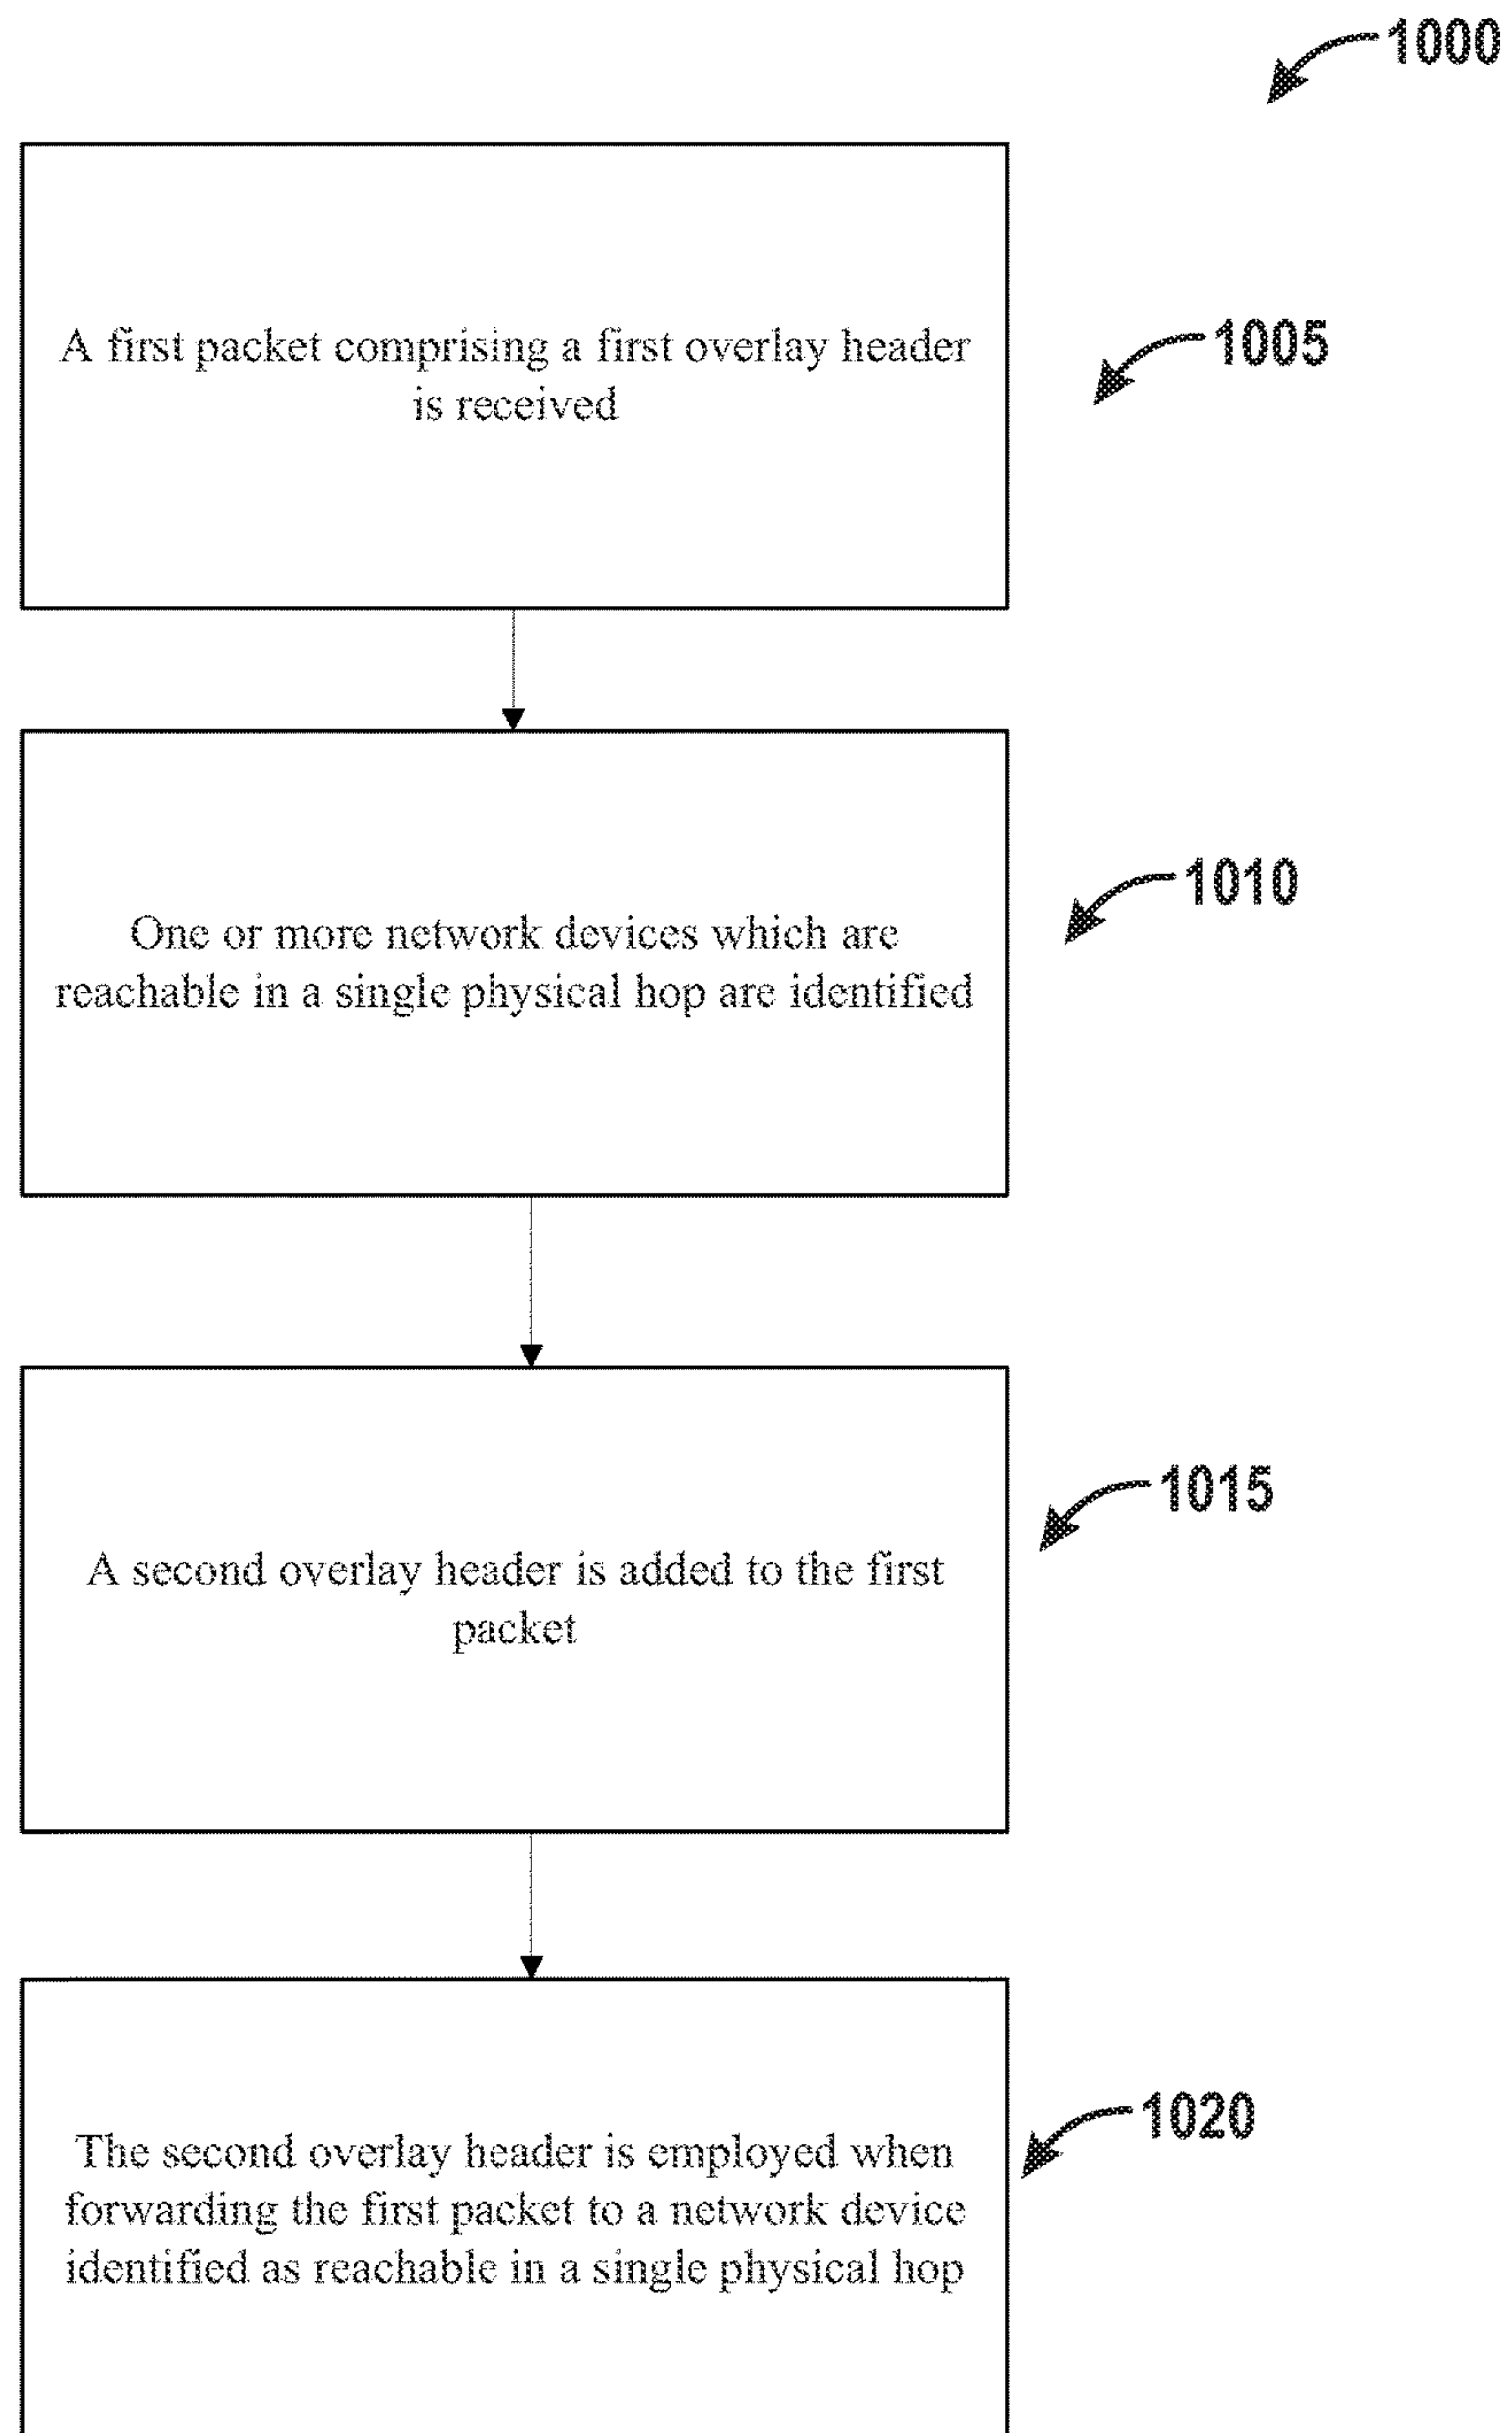 1000
A first packet comprising a first overlay header
is received
1005
One or more network devices which are
reachable in a single physical hop are identified
1010
A second overlay header is added to the first
packet
1015
The second overlay header is employed when
forwarding the first packet to a network device
identified as reachable in a single physical hop
1020